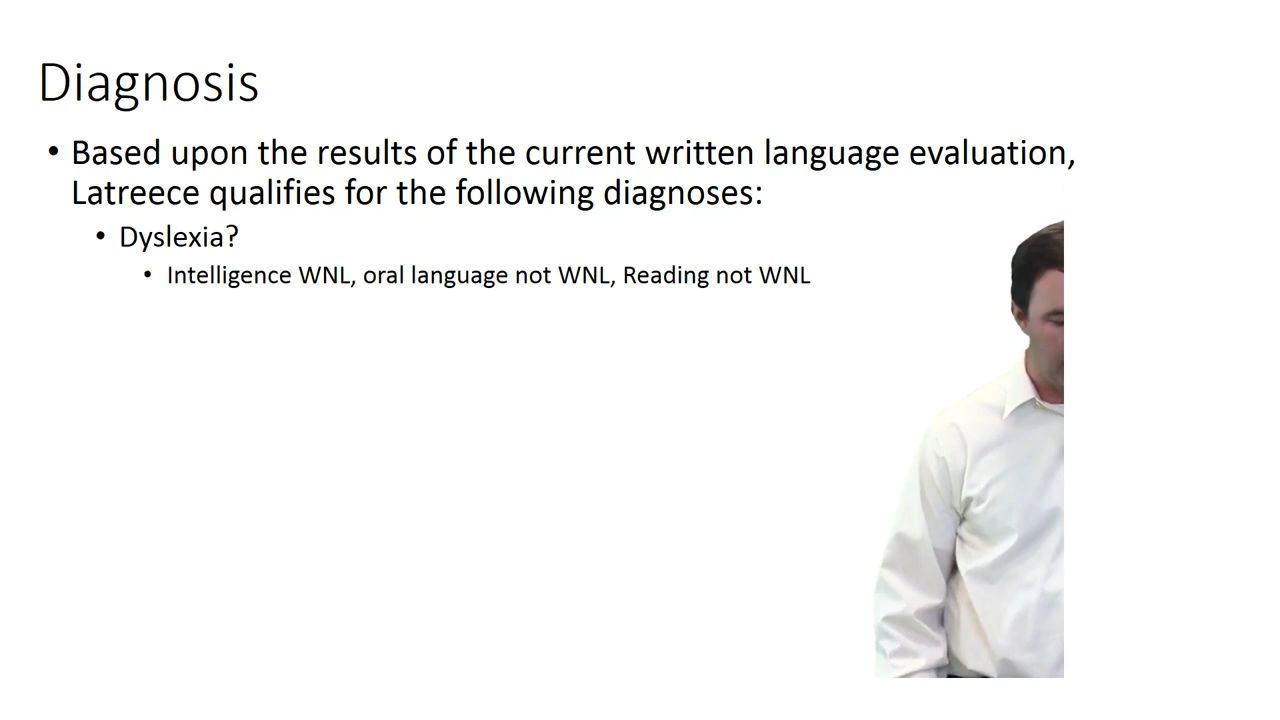 Diagnosis
• Based upon the results of the current written language evaluation,
Latreece qualifies for the following diagnoses:
• Dyslexia?
• Intelligence WNL, oral language not WNL, Reading not WNL